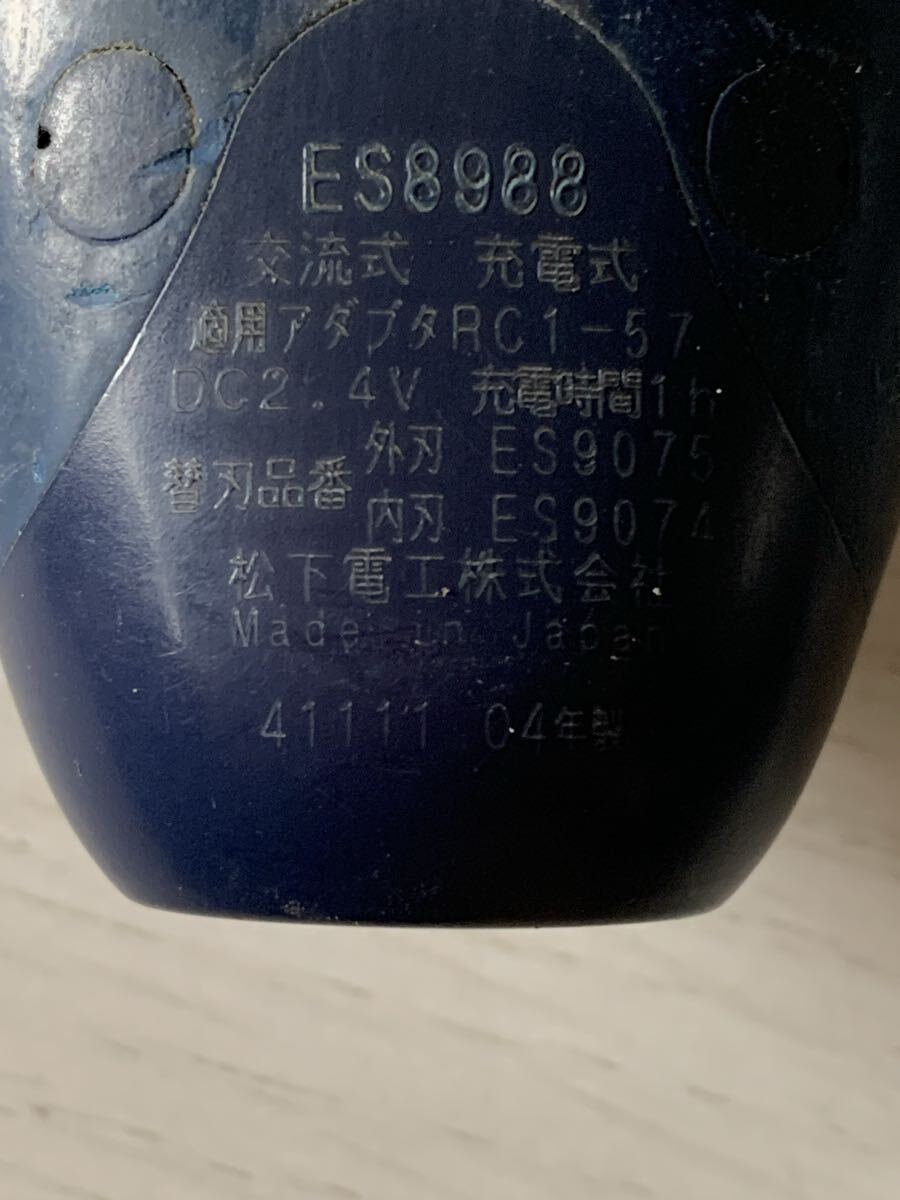 ES8988
交流式 充電式
適用アダプタRC1-57
DC2.4V 充電時間1h
替刃品番 外刃 ES9075
内刃 ES9074
松下電工株式会社
Made in Japan
41111 04年製